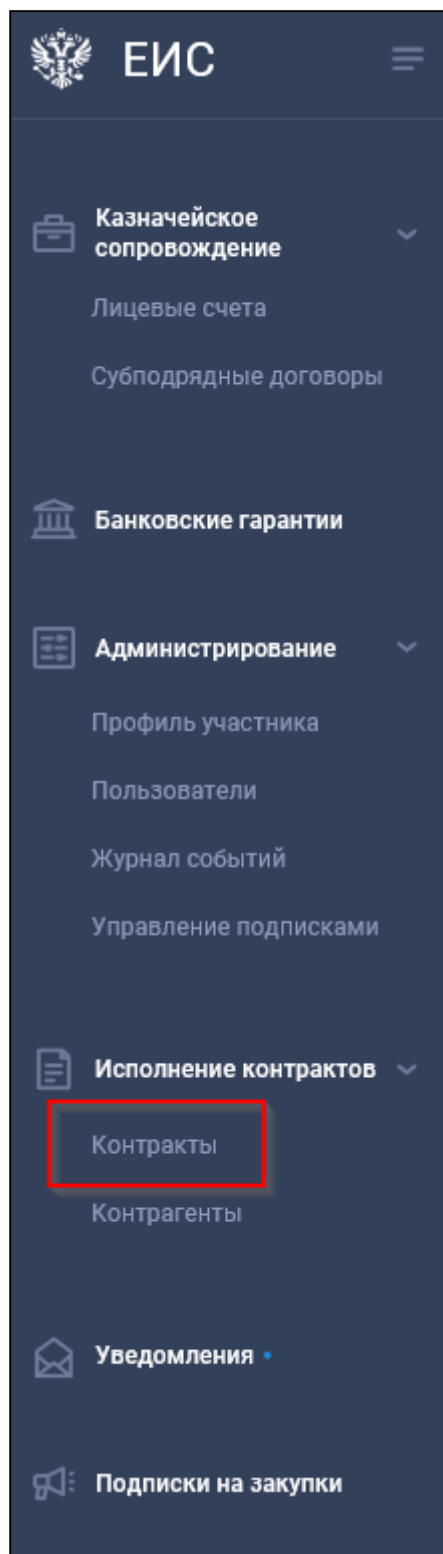 ЕИС
Казначейское
сопровождение
Лицевые счета
Субподрядные договоры
Банковские гарантии
Администрирование
Профиль участника
Пользователи
Журнал событий
Управление подписками
Исполнение контрактов
Контракты
Контрагенты
Уведомления
Подписки на закупки